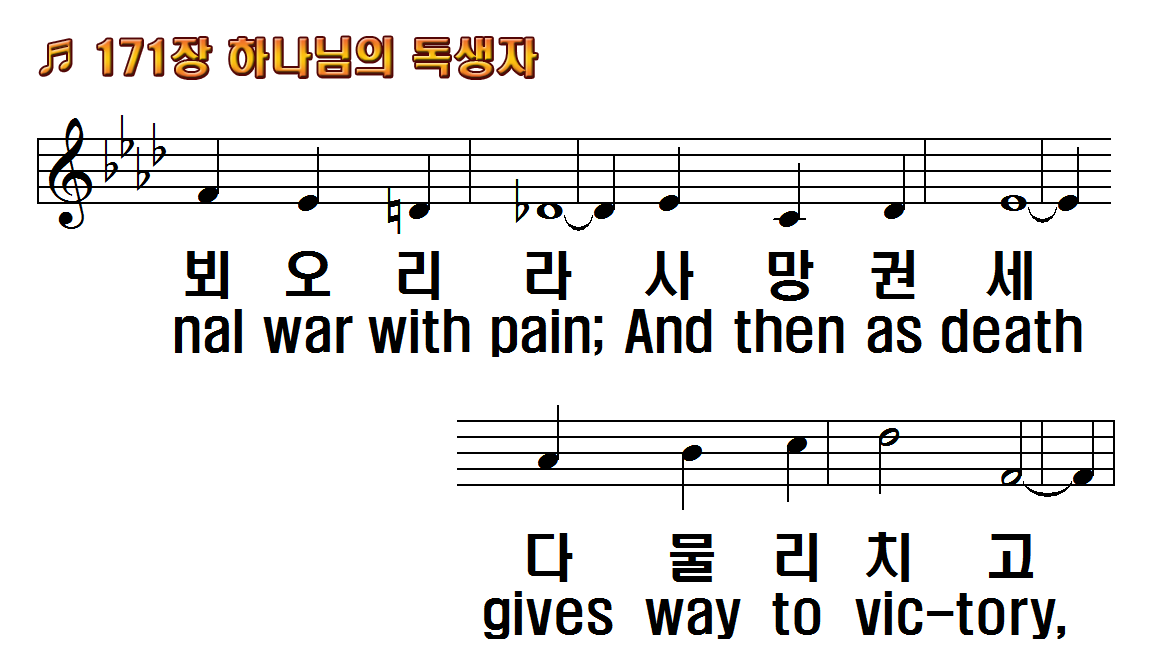 171장 하나님의 독생자
뵈 오 리 라 사 망 권 세
nal war with pain; And then as death
다 물 리 치 고
gives way to vic-tory,